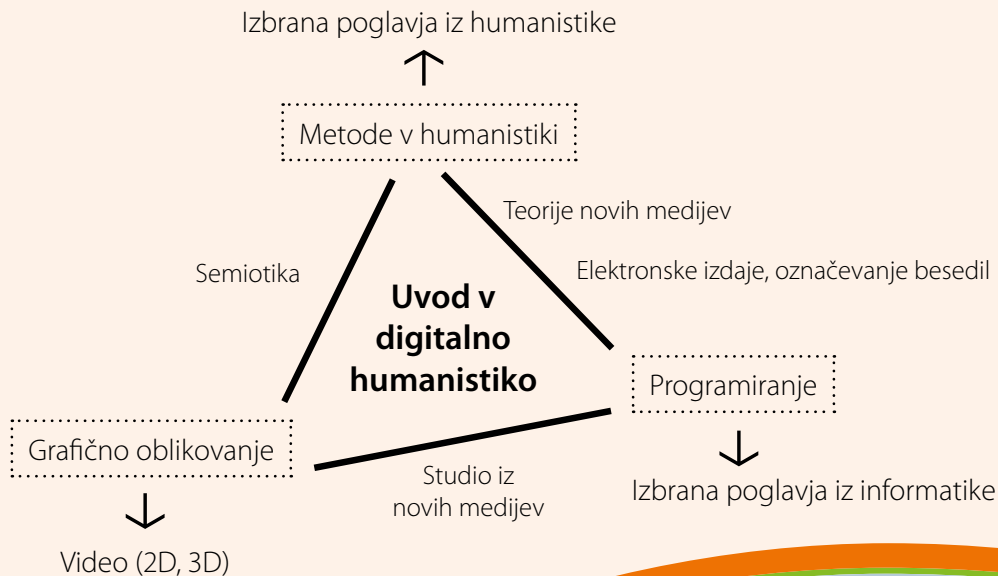 Izbrana poglavja iz humanistike
Metode v humanistiki
Teorije novih medijev
Semiotika
Elektronske izdaje, označevanje besedil
Uvod v
digitalno
humanistiko
Programiranje
Grafično oblikovanje
Studio iz
novih medijev
Izbrana poglavja iz informatike
Video (2D, 3D)